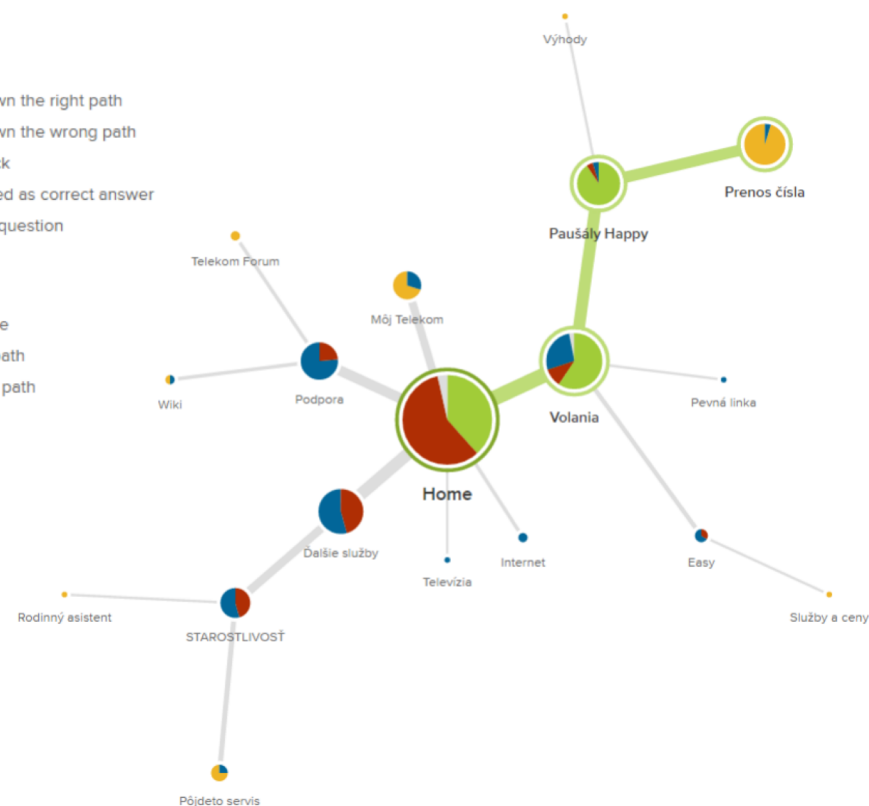 Výhody
wn the right path
wn the wrong path
ck
ed as correct answer
question
Prenos čísla
Paušály Happy
Telekom Forum
Môj Telekom
e
ath
path
Wiki
Podpora
Pevná linka
Volania
Home
Ďalšie služby
Internet
Easy
Televízia
Rodinný asistent
Služby a ceny
STAROSTLIVOSŤ
Pôjdeto servis